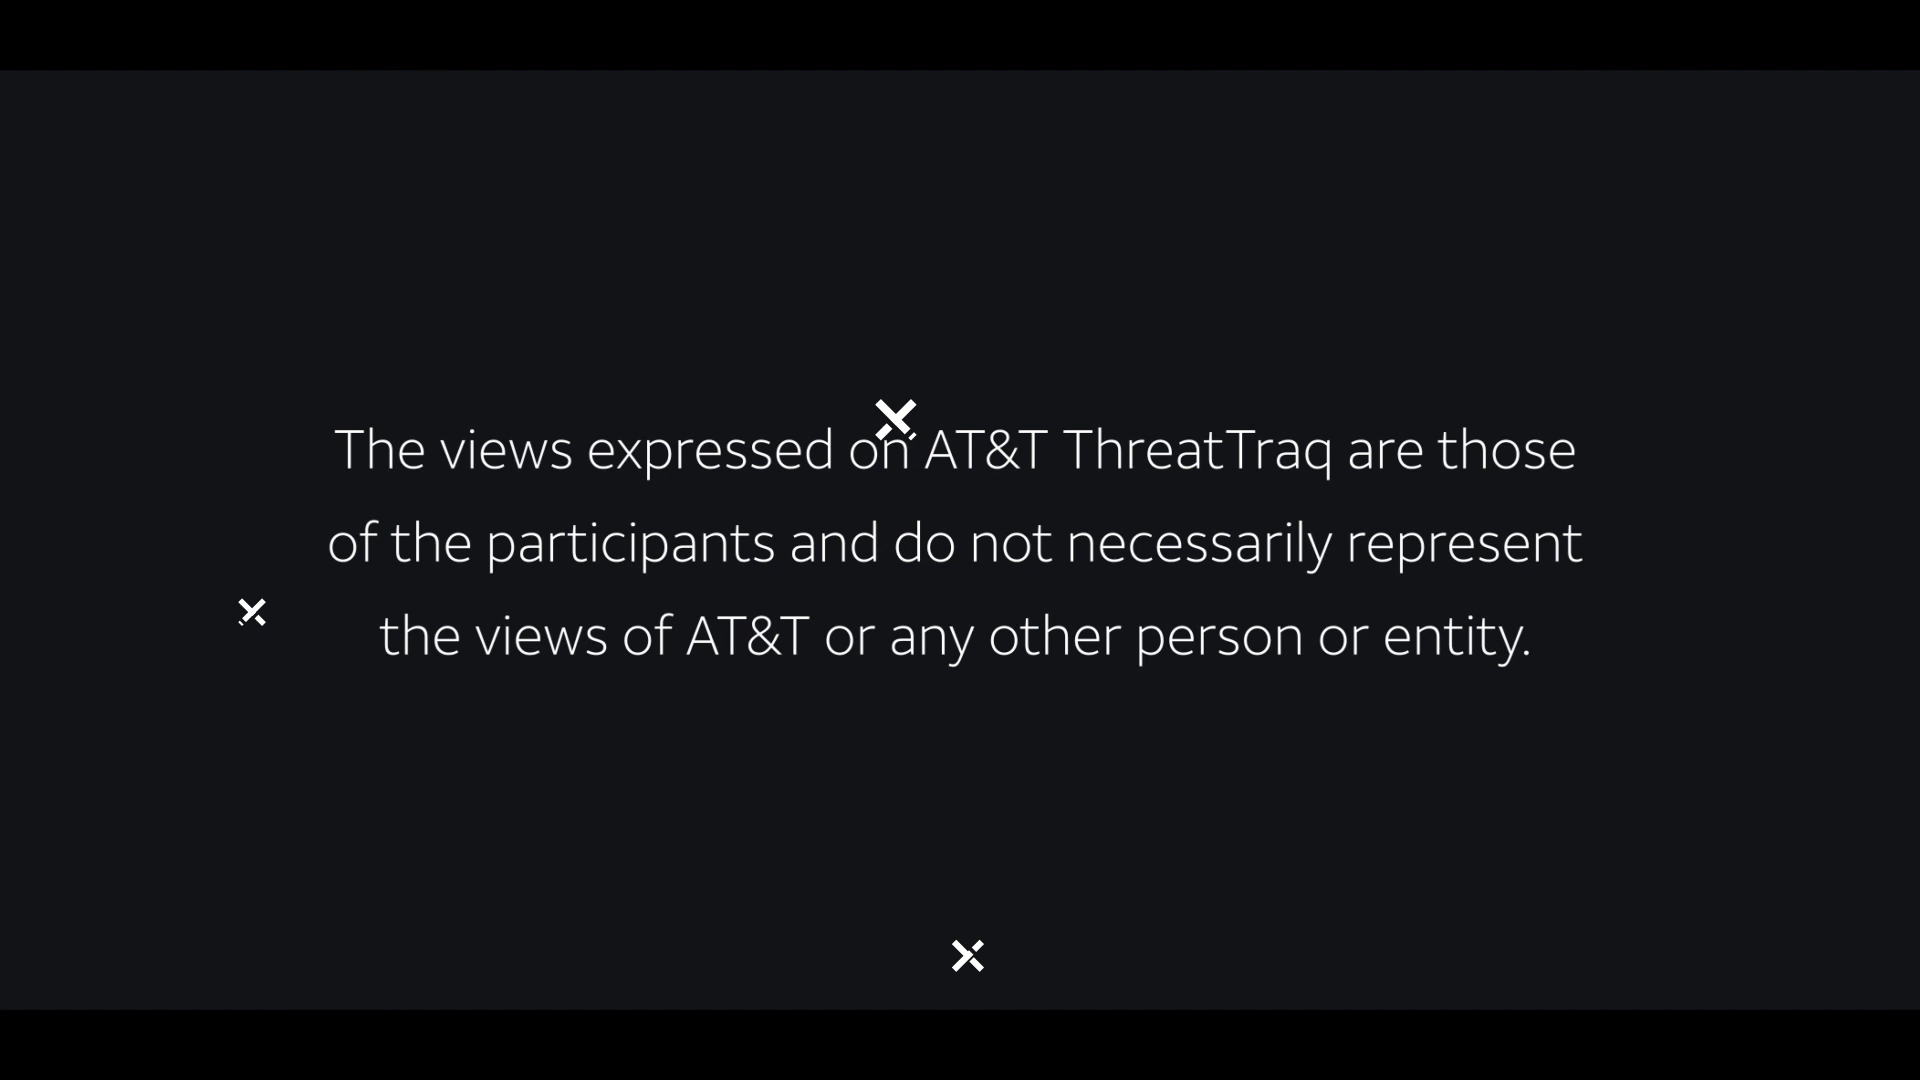 The views expressed on AT&T ThreatTraq are those
of the participants and do not necessarily represent
the views of AT&T or any other person or entity.